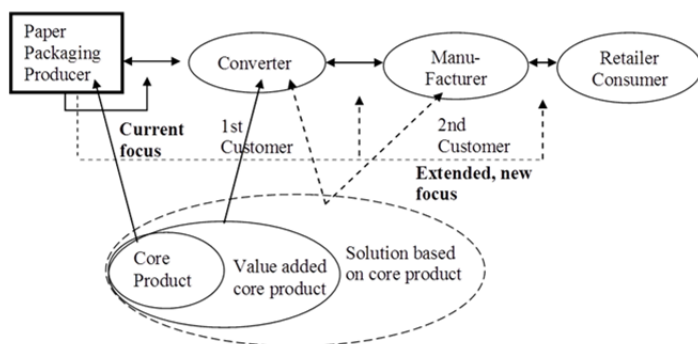 Paper
Packaging
Producer
Converter
Manu-
Facturer
Retailer
Consumer
Current
focus
1st
Customer
2nd
Customer
Extended, new
focus
Core
Product
Value added
core product
Solution based
on core product